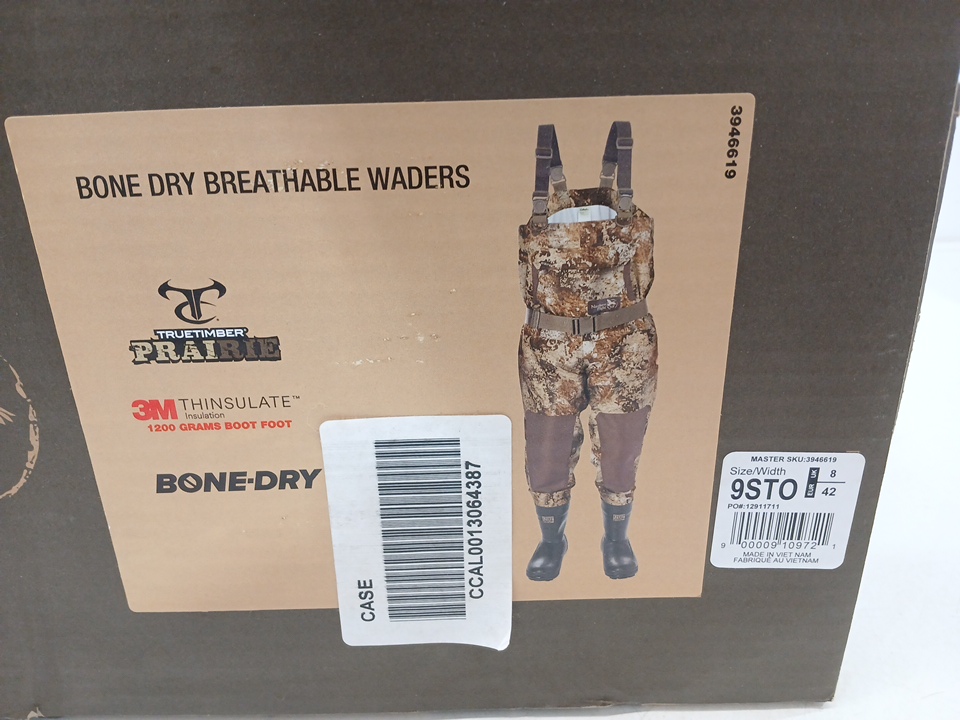 3946619
BONE DRY BREATHABLE WADERS
TRUETIMBER
PRAIRIE
3M THINSULATE™
Insulation
1200 GRAMS BOOT FOOT
BONE-DRY
CASE
CCAL0013064387
MASTER SKU:3946619
Size/Width
9STO
UK 8
EUR 42
PO#:12911711
9 00009 10972 1
MADE IN VIET NAM
FABRIQUÉ AU VIETNAM